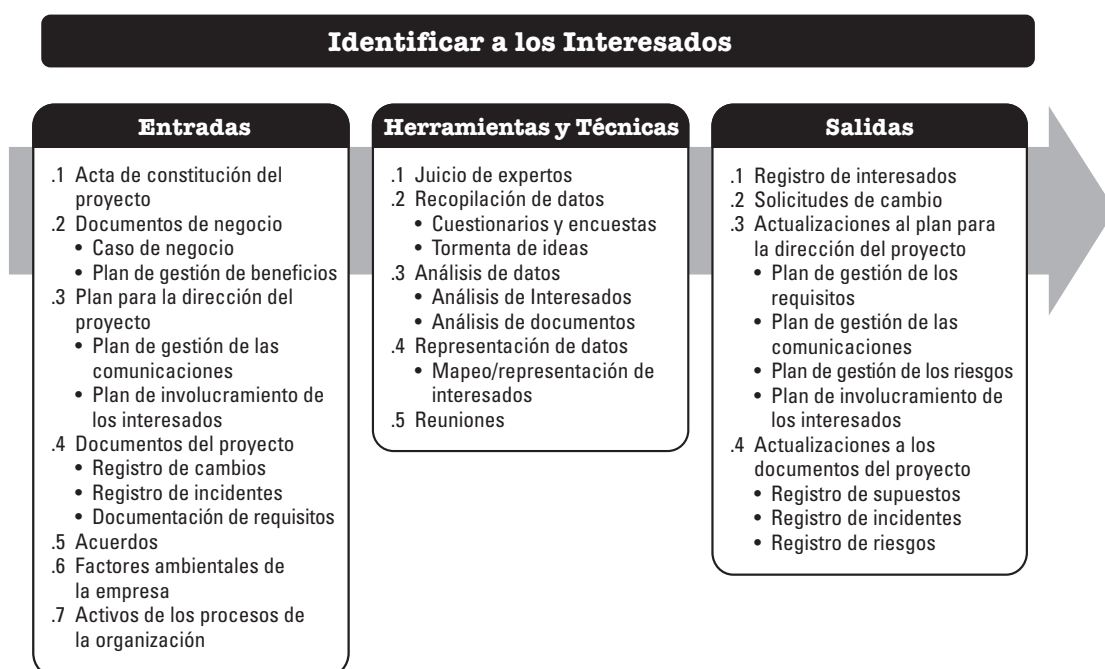 Identificar a los Interesados
Entradas
.1 Acta de constitución del
proyecto
.2 Documentos de negocio
• Caso de negocio
• Plan de gestión de beneficios
.3 Plan para la dirección del
proyecto
• Plan de gestión de las
comunicaciones
• Plan de involucramiento de
los interesados
.4 Documentos del proyecto
• Registro de cambios
• Registro de incidentes
• Documentación de requisitos
.5 Acuerdos
.6 Factores ambientales de
la empresa
.7 Activos de los procesos de
la organización
Herramientas y Técnicas
.1 Juicio de expertos
.2 Recopilación de datos
• Cuestionarios y encuestas
• Tormenta de ideas
.3 Análisis de datos
• Análisis de Interesados
• Análisis de documentos
.4 Representación de datos
• Mapeo/representación de
interesados
.5 Reuniones
Salidas
.1 Registro de interesados
.2 Solicitudes de cambio
.3 Actualizaciones al plan para
la dirección del proyecto
• Plan de gestión de los
requisitos
• Plan de gestión de las
comunicaciones
• Plan de gestión de los riesgos
• Plan de involucramiento de
los interesados
.4 Actualizaciones a los
documentos del proyecto
• Registro de supuestos
• Registro de incidentes
• Registro de riesgos